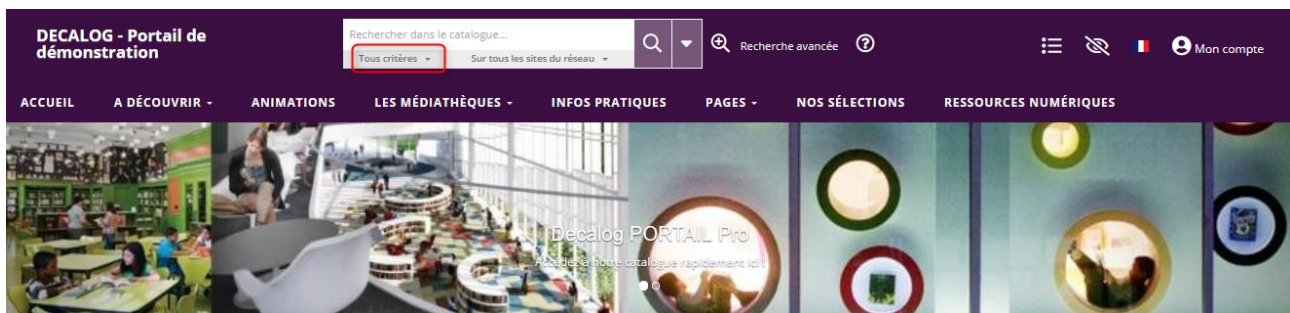 DECALOG - Portail de
démonstration
Rechercher dans le catalogue...
Tous critères
Sur tous les sites du réseau
Recherche avancée
Mon compte
ACCUEIL
A DÉCOUVRIR
ANIMATIONS
LES MÉDIATHÈQUES
INFOS PRATIQUES
PAGES
NOS SÉLECTIONS
RESSOURCES NUMÉRIQUES
Decalog PORTAIL Pro
Accédez à notre catalogue rapidement ici !